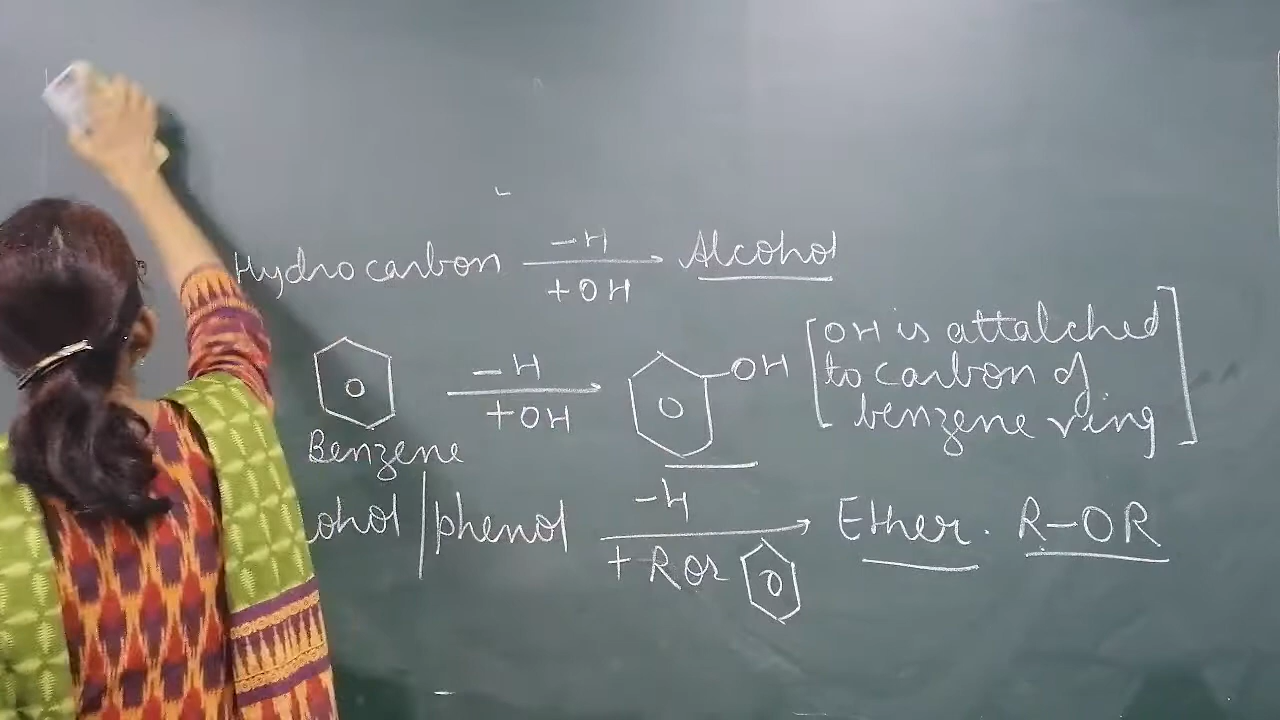 Hydrocarbon -H +OH Alcohol
-H +OH OH [OH is attalched
to carbon of
benzene ring]
Benzene
ohol | phenol -H + R or Ether. R-OR